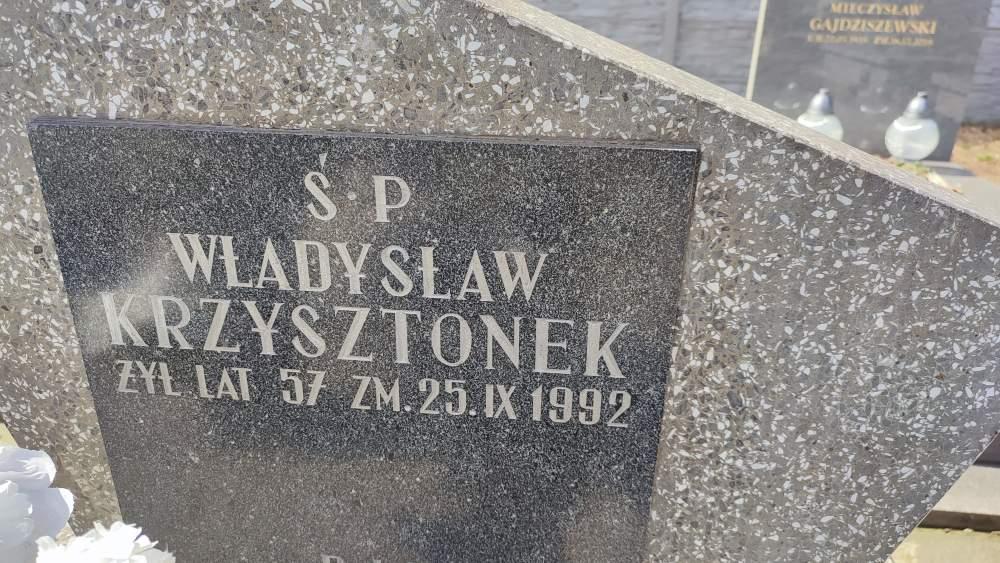 MIECZYSŁAW
GAJDZISZEWSKI
Ś·P
WŁADYSŁAW
KRZYSZTONEK
ŻYŁ LAT 57 ZM. 25. IX 1992